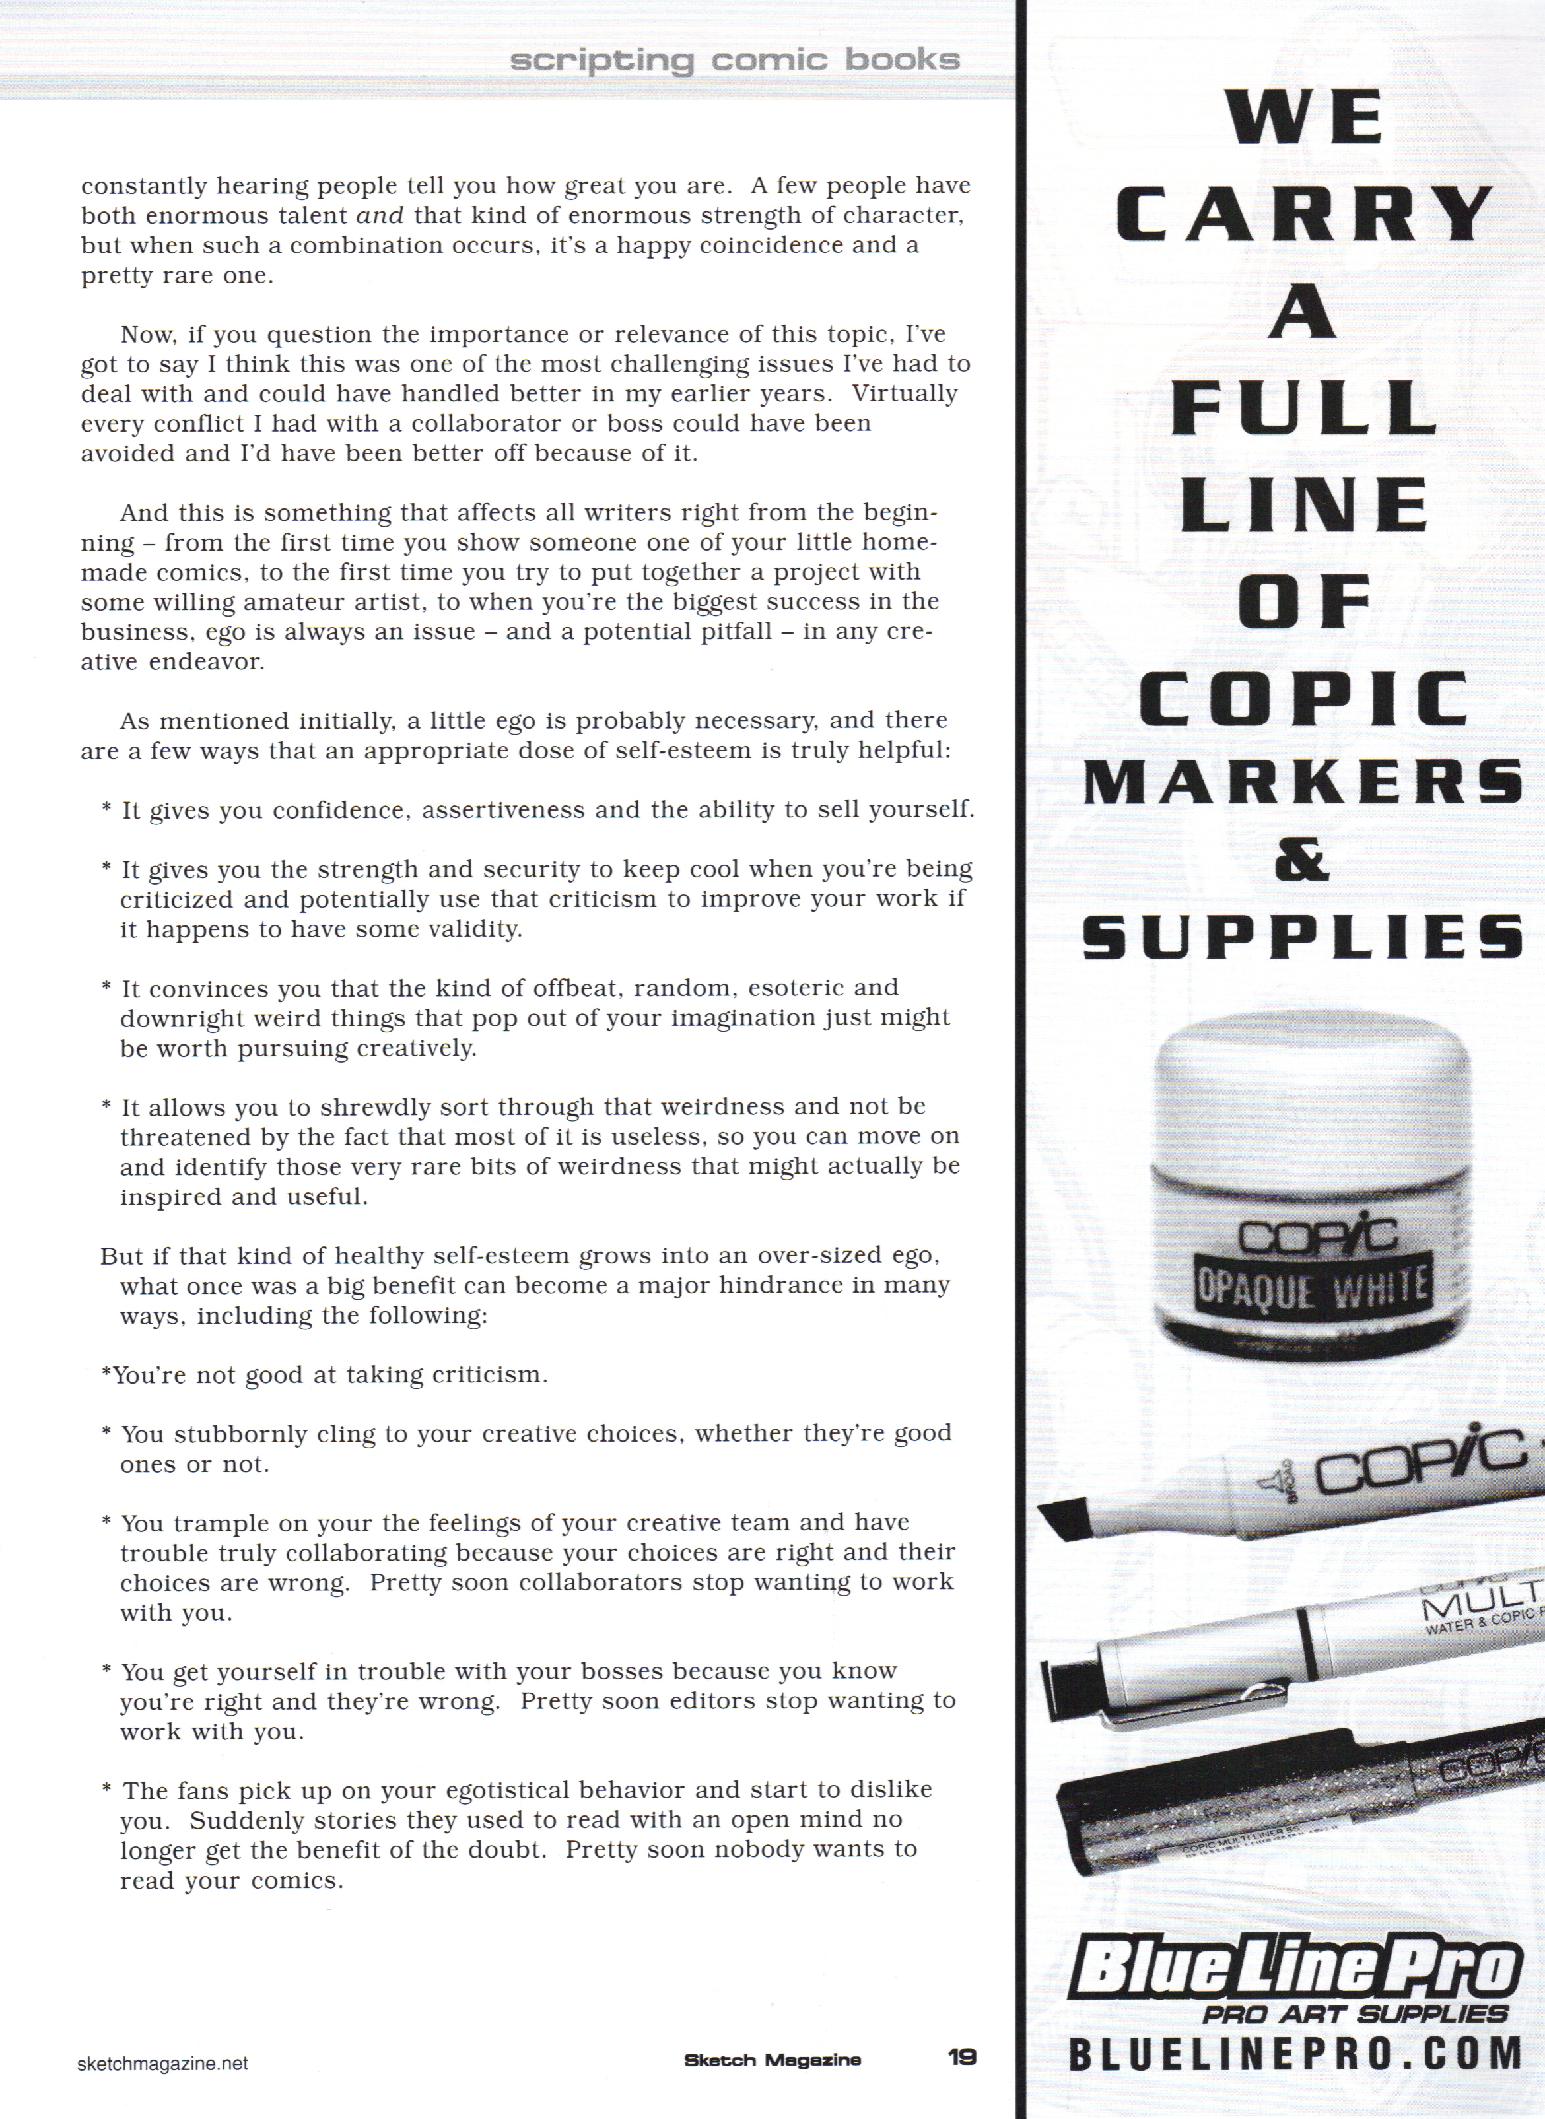 scripting comic books
constantly hearing people tell you how great you are. A few people have
both enormous talent and that kind of enormous strength of character,
but when such a combination occurs, it's a happy coincidence and a
pretty rare one.
Now, if you question the importance or relevance of this topic, I've
got to say I think this was one of the most challenging issues I've had to
deal with and could have handled better in my earlier years. Virtually
every conflict I had with a collaborator or boss could have been
avoided and I'd have been better off because of it.
And this is something that affects all writers right from the begin-
ning – from the first time you show someone one of your little home-
made comics, to the first time you try to put together a project with
some willing amateur artist, to when you're the biggest success in the
business, ego is always an issue – and a potential pitfall – in any cre-
ative endeavor.
As mentioned initially, a little ego is probably necessary, and there
are a few ways that an appropriate dose of self-esteem is truly helpful:
* It gives you confidence, assertiveness and the ability to sell yourself.
* It gives you the strength and security to keep cool when you're being
criticized and potentially use that criticism to improve your work if
it happens to have some validity.
* It convinces you that the kind of offbeat, random, esoteric and
downright weird things that pop out of your imagination just might
be worth pursuing creatively.
* It allows you to shrewdly sort through that weirdness and not be
threatened by the fact that most of it is useless, so you can move on
and identify those very rare bits of weirdness that might actually be
inspired and useful.
But if that kind of healthy self-esteem grows into an over-sized ego,
what once was a big benefit can become a major hindrance in many
ways, including the following:
*You're not good at taking criticism.
* You stubbornly cling to your creative choices, whether they're good
ones or not.
* You trample on your the feelings of your creative team and have
trouble truly collaborating because your choices are right and their
choices are wrong. Pretty soon collaborators stop wanting to work
with you.
* You get yourself in trouble with your bosses because you know
you're right and they're wrong. Pretty soon editors stop wanting to
work with you.
* The fans pick up on your egotistical behavior and start to dislike
you. Suddenly stories they used to read with an open mind no
longer get the benefit of the doubt. Pretty soon nobody wants to
read your comics.
sketchmagazine.net
Sketch Magazine 19
WE
CARRY
A
FULL
LINE
OF
COPIC
MARKERS
&
SUPPLIES
COPIC
OPAQUE WHITE
BROAD
COPIC
COPIC
MULT
WATER & COPIC
COPIC
COPIC MULTILINER
BlueLinePro
PRO ART SUPPLIES
BLUELINEPRO.COM